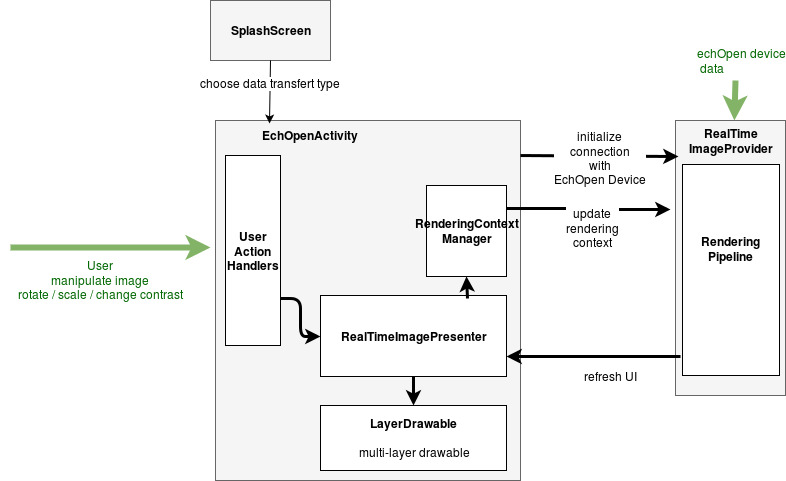 SplashScreen
choose data transfert type
echOpen device
data
EchOpenActivity
initialize
connection
with
EchOpen Device
RealTime
ImageProvider
User
Action
Handlers
RenderingContext
Manager
update
rendering
context
Rendering
Pipeline
User
manipulate image
rotate / scale / change contrast
RealTimeImagePresenter
refresh UI
LayerDrawable
multi-layer drawable